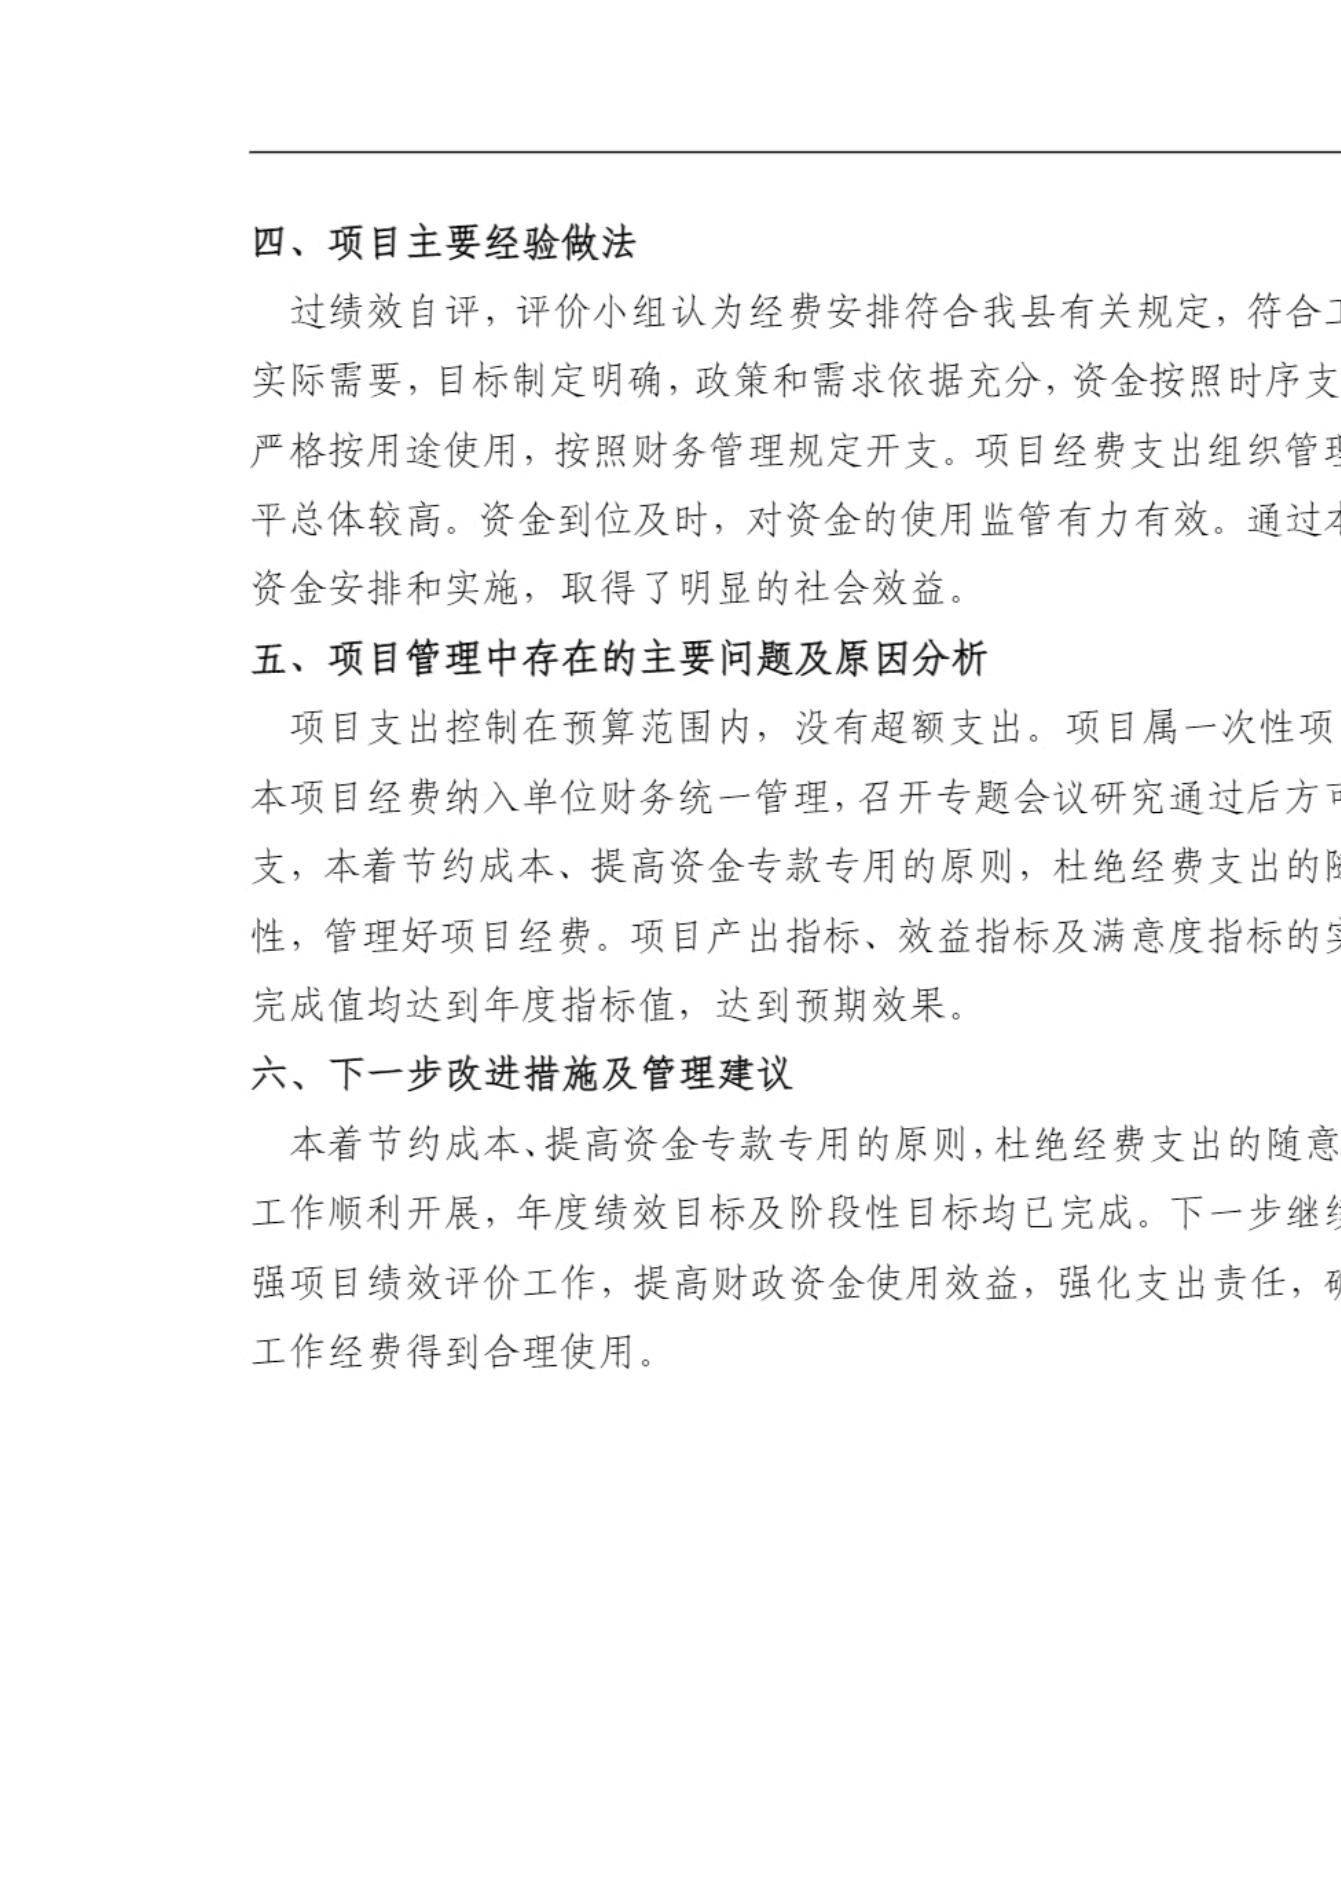 四、项目主要经验做法
过绩效自评，评价小组认为经费安排符合我县有关规定，符合
实际需要，目标制定明确，政策和需求依据充分，资金按照时序支
严格按用途使用，按照财务管理规定开支。项目经费支出组织管理
平总体较高。资金到位及时，对资金的使用监管有力有效。通过
资金安排和实施，取得了明显的社会效益。
五、项目管理中存在的主要问题及原因分析
项目支出控制在预算范围内，没有超额支出。项目属一次性项
本项目经费纳入单位财务统一管理，召开专题会议研究通过后方可
支，本着节约成本、提高资金专款专用的原则，杜绝经费支出的
性，管理好项目经费。项目产出指标、效益指标及满意度指标的
完成值均达到年度指标值，达到预期效果。
六、下一步改进措施及管理建议
本着节约成本、提高资金专款专用的原则，杜绝经费支出的随意
工作顺利开展，年度绩效目标及阶段性目标均已完成。下一步继续
强项目绩效评价工作，提高财政资金使用效益，强化支出责任，
工作经费得到合理使用。